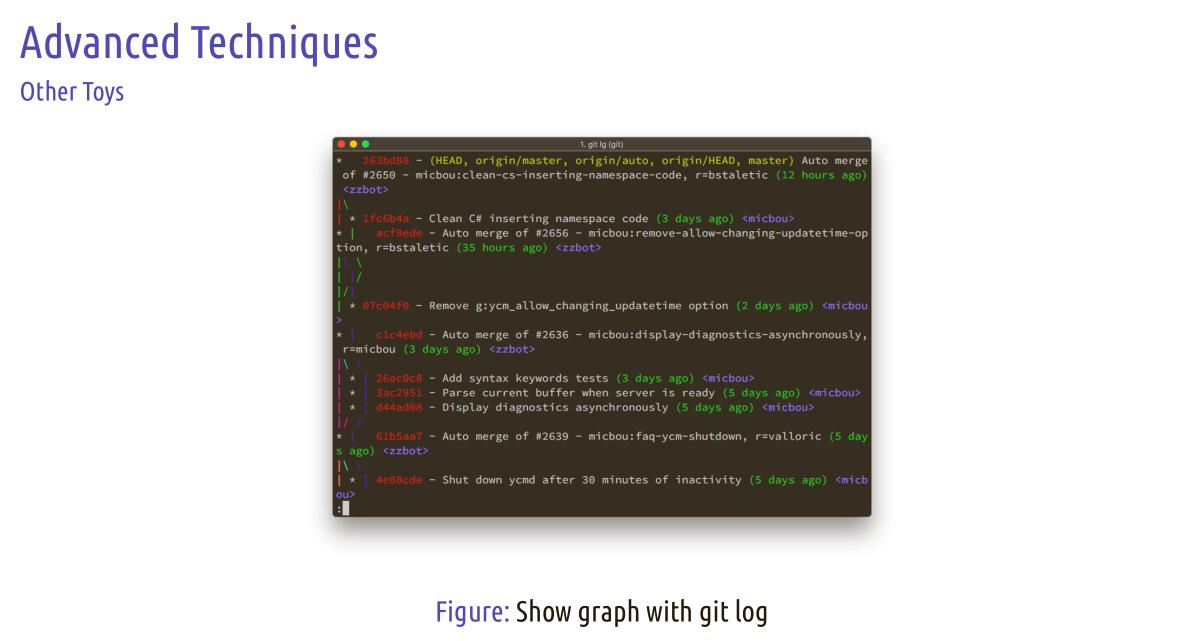 Advanced Techniques
Other Toys
1. git lg (git)
*   263bd88 - (HEAD, origin/master, origin/auto, origin/HEAD, master) Auto merge
of #2650 - micbou:clean-cs-inserting-namespace-code, r=bstaletic (12 hours ago)
<zzbot>
|\
| * 1fc6b4a - Clean C# inserting namespace code (3 days ago) <micbou>
* |   acf9ede - Auto merge of #2656 - micbou:remove-allow-changing-updatetime-op
tion, r=bstaletic (35 hours ago) <zzbot>
|\ \
| |/
|/|
| * 07c04f0 - Remove g:ycm_allow_changing_updatetime option (2 days ago) <micbou
>
* |   c1c4ebd - Auto merge of #2636 - micbou:display-diagnostics-asynchronously,
r=micbou (3 days ago) <zzbot>
|\ \
| * | 26ac0c8 - Add syntax keywords tests (3 days ago) <micbou>
| * | 3ac2951 - Parse current buffer when server is ready (5 days ago) <micbou>
| * | d44ad08 - Display diagnostics asynchronously (5 days ago) <micbou>
|/ /
* |   61b5aa7 - Auto merge of #2639 - micbou:faq-ycm-shutdown, r=valloric (5 day
s ago) <zzbot>
|\ \
| * | 4e08cde - Shut down ycmd after 30 minutes of inactivity (5 days ago) <micb
ou>
:
Figure: Show graph with git log